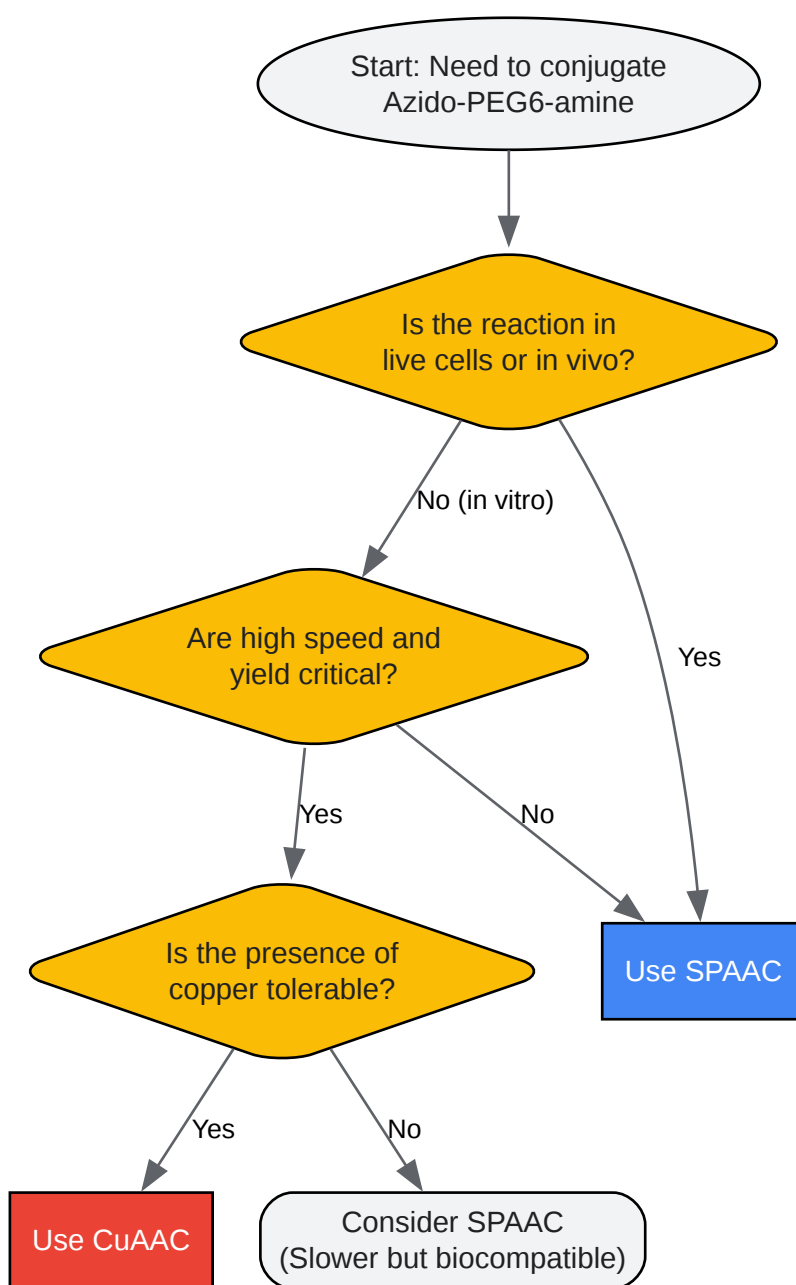 Start: Need to conjugate
Azido-PEG6-amine
Is the reaction in
live cells or in vivo?
No (in vitro)
Are high speed and
yield critical?
Yes
Yes
No
Is the presence of
copper tolerable?
Use SPAAC
Yes
No
Use CuAAC
Consider SPAAC
(Slower but biocompatible)